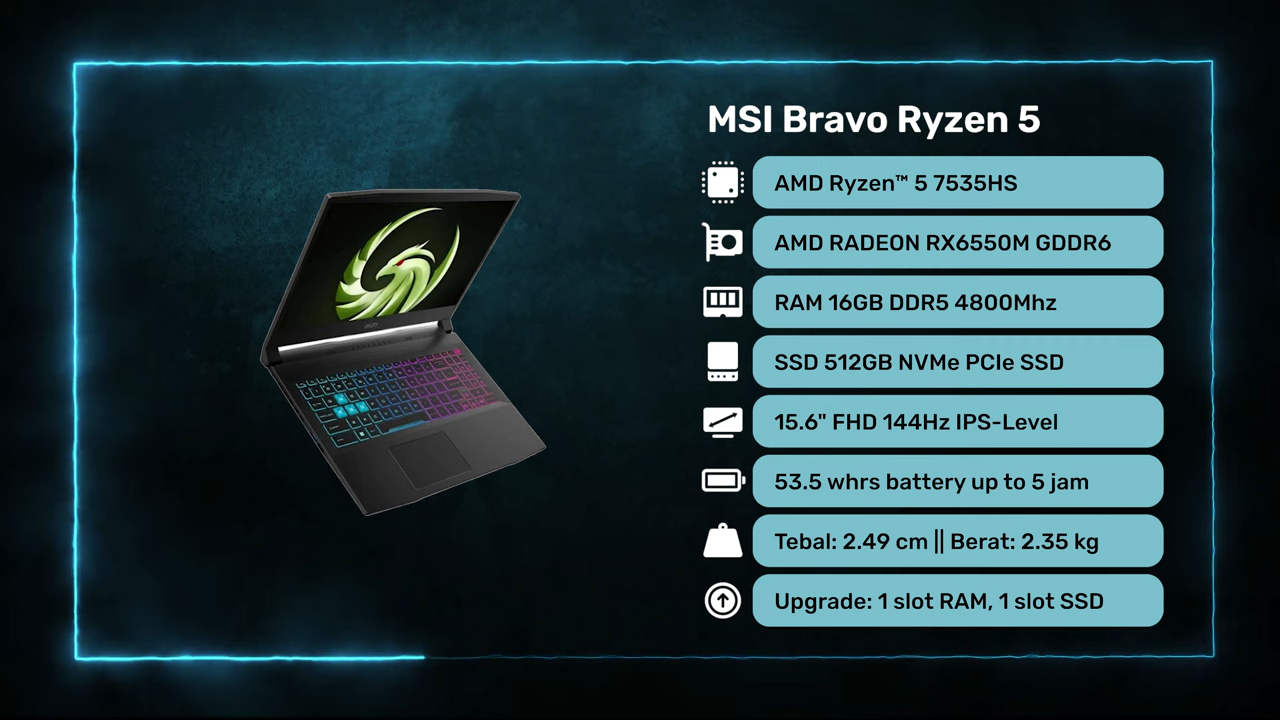 MSI Bravo Ryzen 5
AMD Ryzen™ 5 7535HS
AMD RADEON RX6550M GDDR6
RAM 16GB DDR5 4800Mhz
SSD 512GB NVMe PCIe SSD
15.6" FHD 144Hz IPS-Level
53.5 whrs battery up to 5 jam
Tebal: 2.49 cm || Berat: 2.35 kg
Upgrade: 1 slot RAM, 1 slot SSD